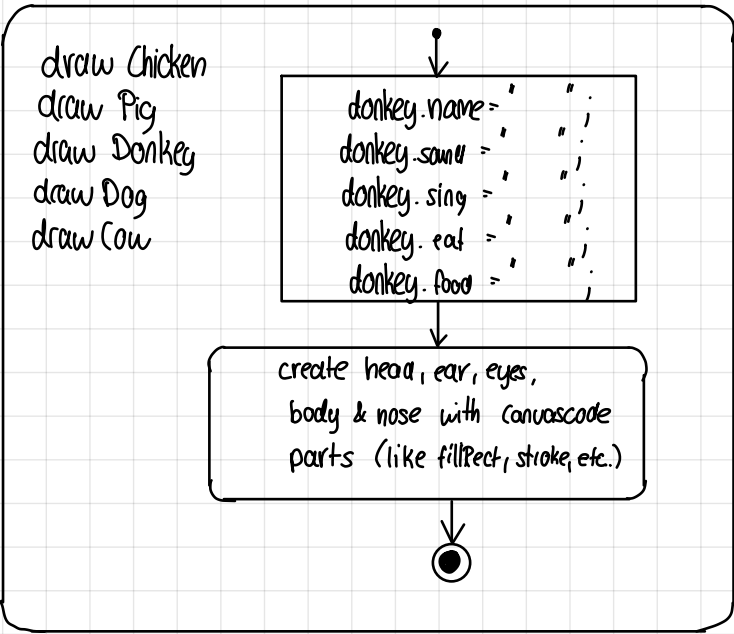 draw Chicken
draw Pig
draw Donkey
draw Dog
draw Cow
donkey.name= " ";
donkey.sound = " ";
donkey.sing = " ";
donkey.eat = " ";
donkey.food = " ";
create head, ear, eyes,
body & nose with canvascode
parts (like fillRect, stroke, etc.)